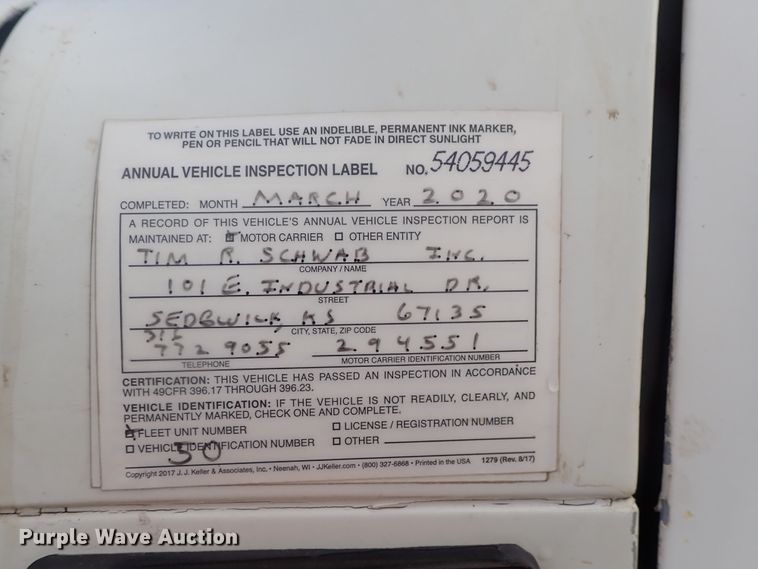 TO WRITE ON THIS LABEL USE AN INDELIBLE, PERMANENT INK MARKER,
PEN OR PENCIL THAT WILL NOT FADE IN DIRECT SUNLIGHT
ANNUAL VEHICLE INSPECTION LABEL NO. 54059445
COMPLETED: MONTH MARCH YEAR 2020
A RECORD OF THIS VEHICLE'S ANNUAL VEHICLE INSPECTION REPORT IS
MAINTAINED AT: MOTOR CARRIER OTHER ENTITY
TIM R. SCHWAB INC.
COMPANY / NAME
101 E. INDUSTRIAL DR.
STREET
SEDGWICK KS 67135
CITY, STATE, ZIP CODE
316
772 9055 294551
TELEPHONE MOTOR CARRIER IDENTIFICATION NUMBER
CERTIFICATION: THIS VEHICLE HAS PASSED AN INSPECTION IN ACCORDANCE
WITH 49CFR 396.17 THROUGH 396.23.
VEHICLE IDENTIFICATION: IF THE VEHICLE IS NOT READILY, CLEARLY, AND
PERMANENTLY MARKED, CHECK ONE AND COMPLETE.
FLEET UNIT NUMBER LICENSE / REGISTRATION NUMBER
VEHICLE IDENTIFICATION NUMBER OTHER
50
Copyright 2017 J. J. Keller & Associates, Inc. • Neenah, WI • JJKeller.com • (800) 327-6868 • Printed in the USA 1279 (Rev. 8/17)
Purple Wave Auction